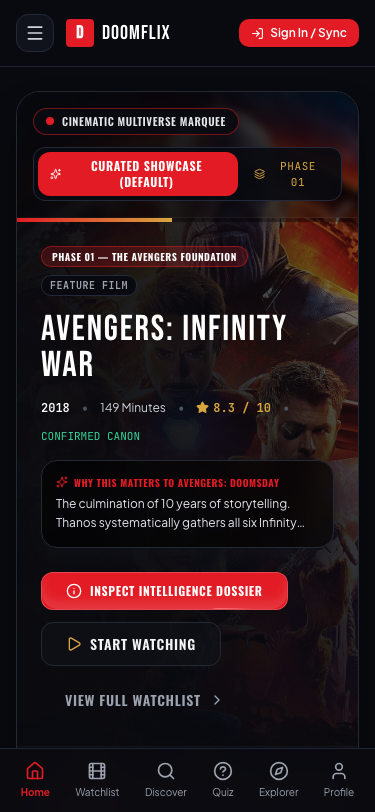 D DOOMFLIX
Sign In / Sync
CINEMATIC MULTIVERSE MARQUEE
CURATED SHOWCASE
(DEFAULT)
PHASE
01
PHASE 01 — THE AVENGERS FOUNDATION
FEATURE FILM
AVENGERS: INFINITY
WAR
2018 • 149 Minutes • 8.3 / 10 •
CONFIRMED CANON
WHY THIS MATTERS TO AVENGERS: DOOMSDAY
The culmination of 10 years of storytelling.
Thanos systematically gathers all six Infinity...
INSPECT INTELLIGENCE DOSSIER
START WATCHING
VIEW FULL WATCHLIST
Home Watchlist Discover Quiz Explorer Profile